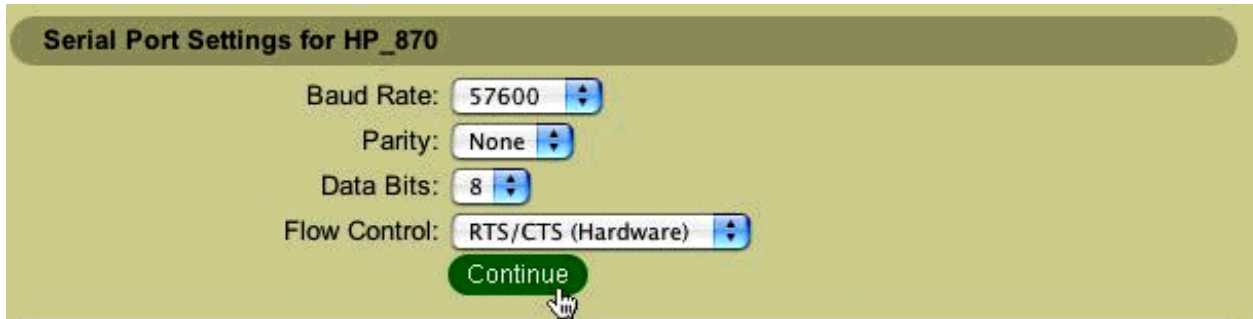 Serial Port Settings for HP_870
Baud Rate: 57600
Parity: None
Data Bits: 8
Flow Control: RTS/CTS (Hardware)
Continue